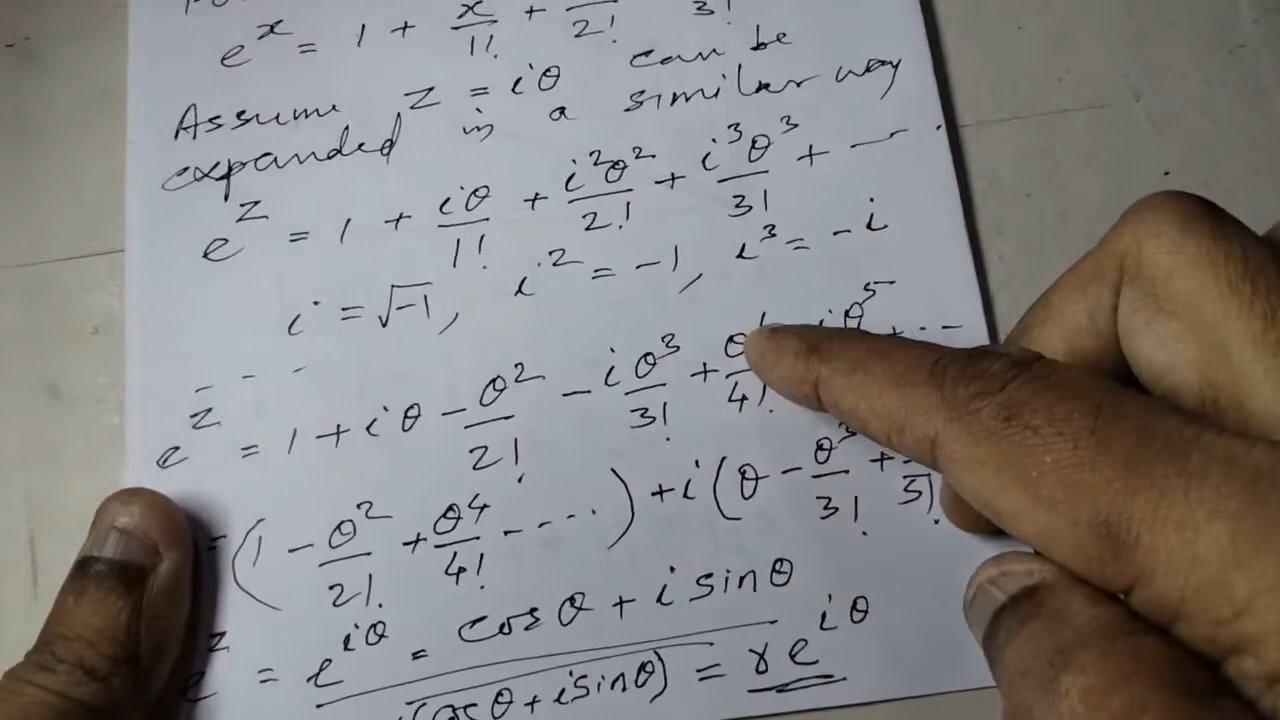 e^x = 1 + x/1! + /2! 3!
Assume z = iθ can be
expanded in a similar way
e^z = 1 + iθ/1! + i²θ²/2! + i³θ³/3! + ---.
i = √-1, i² = -1, i³ = -i
---
e^z = 1 + iθ - θ²/2! - iθ³/3! + θ/4! iθ⁵ + ---
= (1 - θ²/2! + θ⁴/4! - ....) + i(θ - θ³/3! + /5!
e^z = e^iθ = cosθ + i sinθ
(cosθ + i sinθ) = re^iθ